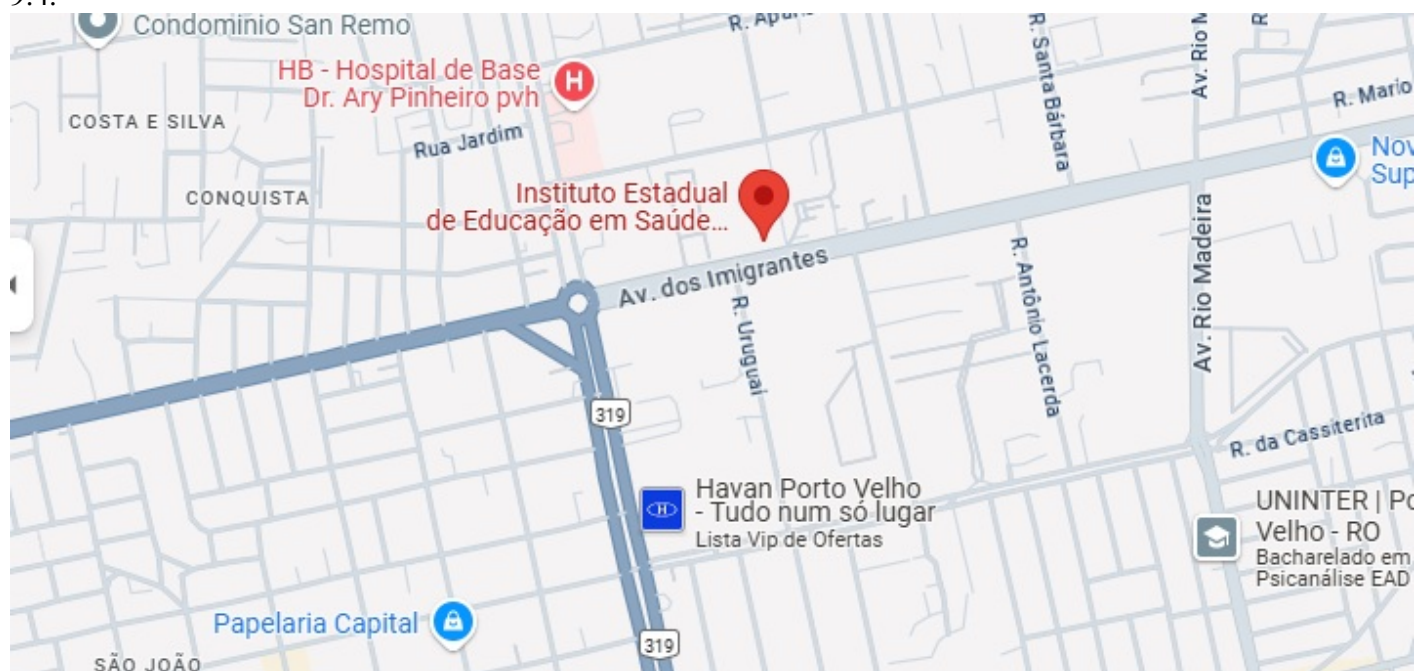 Condominio San Remo
HB - Hospital de Base
Dr. Ary Pinheiro pvh
COSTA E SILVA
Rua Jardim
CONQUISTA
Instituto Estadual
de Educação em Saúde...
R. Santa Bárbara
Av. Rio M
R. Mario
Nov
Sup
Av. dos Imigrantes
R. Uruguai
R. Antônio Lacerda
Av. Rio Madeira
319
R. da Cassiterita
Havan Porto Velho
- Tudo num só lugar
Lista Vip de Ofertas
UNINTER | Po
Velho - RO
Bacharelado em
Psicanálise EAD
Papelaria Capital
319
SÃO JOÃO